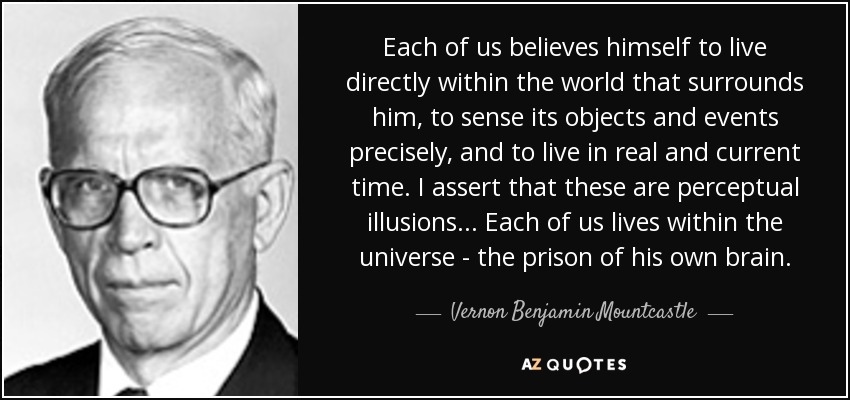 Each of us believes himself to live
directly within the world that surrounds
him, to sense its objects and events
precisely, and to live in real and current
time. I assert that these are perceptual
illusions... Each of us lives within the
universe - the prison of his own brain.
Vernon Benjamin Mountcastle
AZ QUOTES